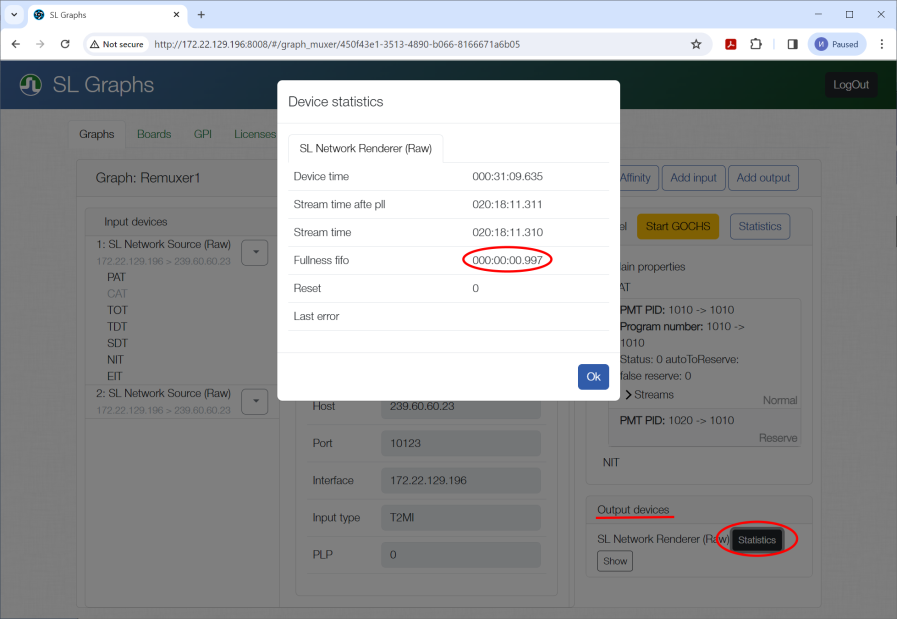 SL Graphs
Not secure
http://172.22.129.196:8008/#/graph_muxer/450f43e1-3513-4890-b066-8166671a6b05
И
Paused
SL Graphs
LogOut
Graphs
Boards
GPI
Licenses
Graph: Remuxer1
Affinity
Add input
Add output
Input devices
1: SL Network Source (Raw)
172.22.129.196 > 239.60.60.23
PAT
CAT
TOT
TDT
SDT
NIT
EIT
2: SL Network Source (Raw)
172.22.129.196 > 239.60.60.23
Device statistics
SL Network Renderer (Raw)
Device time 000:31:09.635
Stream time afte pll 020:18:11.311
Stream time 020:18:11.310
Fullness fifo 000:00:00.997
Reset 0
Last error
Ok
Host 239.60.60.23
Port 10123
Interface 172.22.129.196
Input type T2MI
PLP 0
el
Start GOCHS
Statistics
ain properties
AT
PMT PID: 1010 -> 1010
Program number: 1010 ->
1010
Status: 0 autoToReserve:
false reserve: 0
Streams
Normal
PMT PID: 1020 -> 1010
Reserve
NIT
Output devices
SL Network Renderer (Raw) Statistics
Show